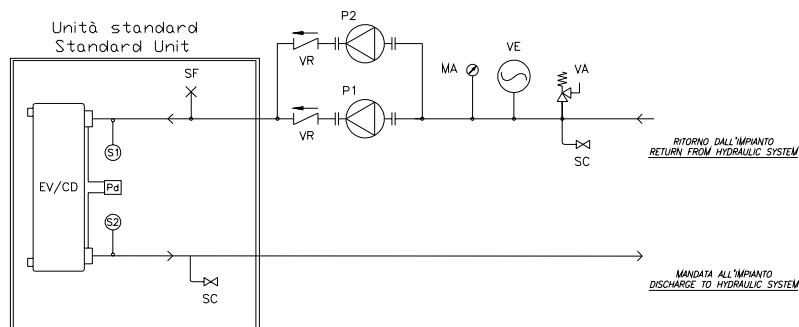 Unità standard
Standard Unit
P2
VR
SF
P1
VR
MA
VE
VA
SC
RITORNO DALL'IMPIANTO
RETURN FROM HYDRAULIC SYSTEM
S1
EV/CD
Pd
S2
SC
MANDATA ALL'IMPIANTO
DISCHARGE TO HYDRAULIC SYSTEM